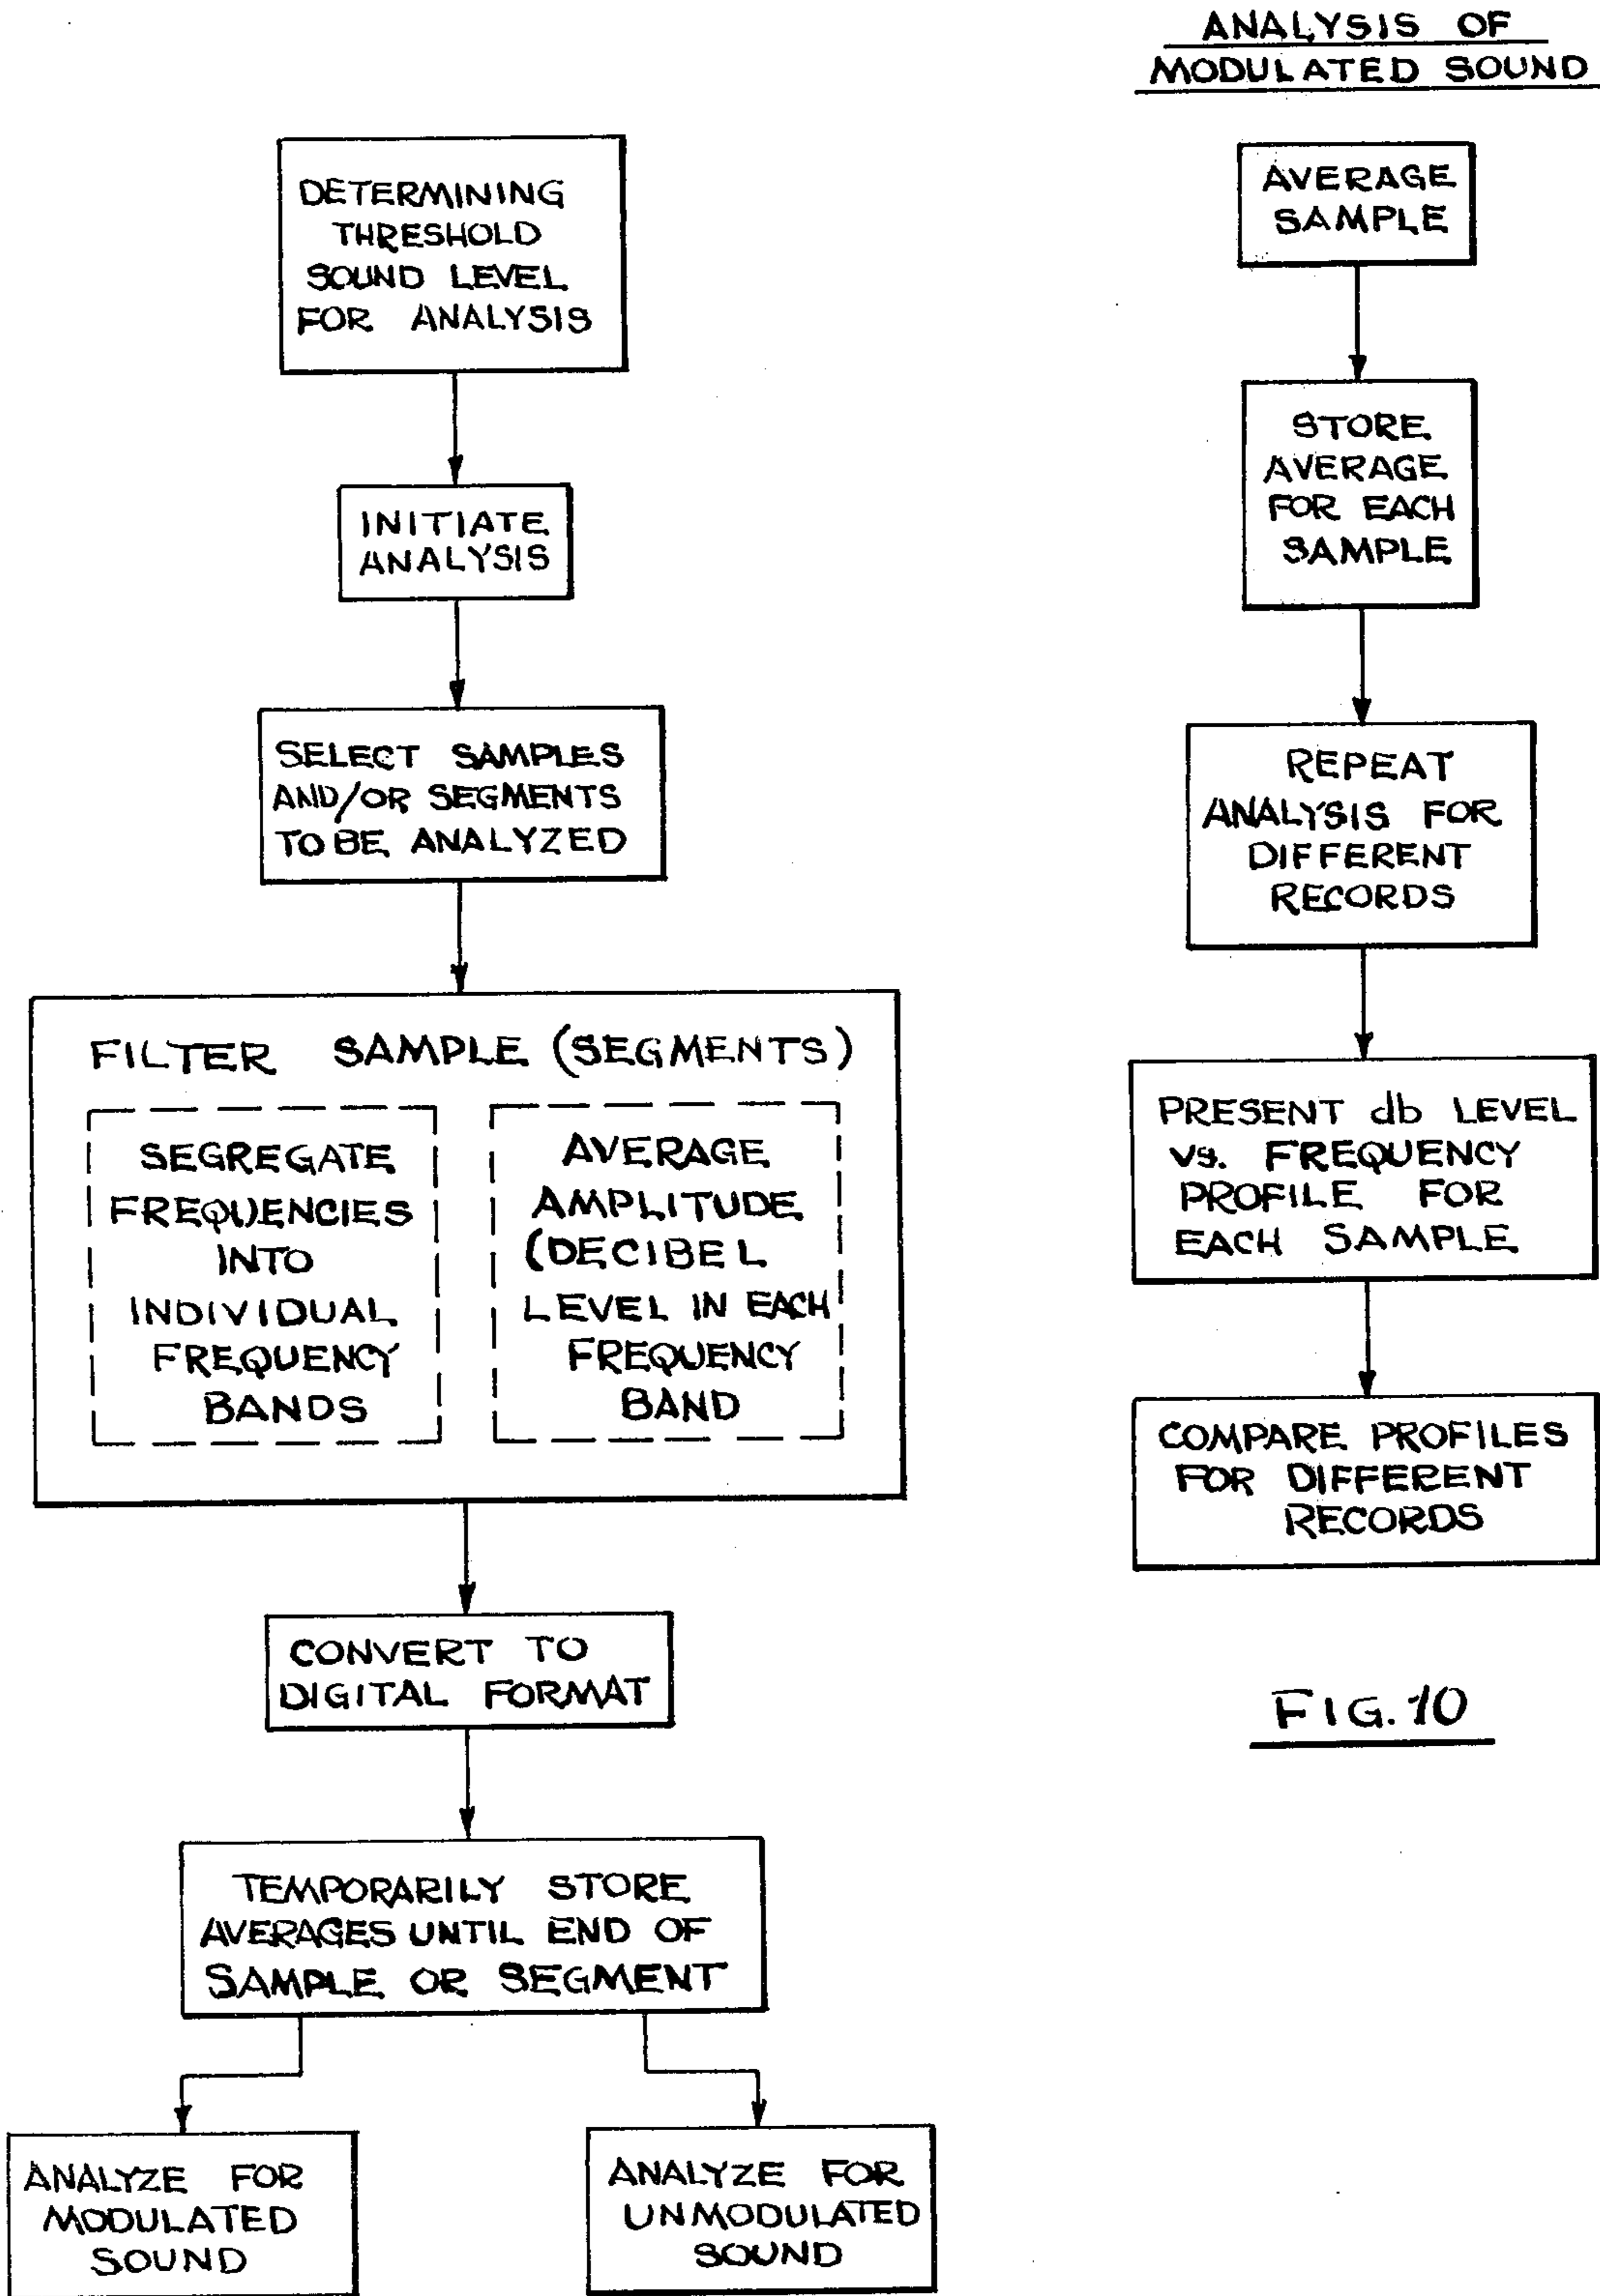 DETERMINING
THRESHOLD
SOUND LEVEL
FOR ANALYSIS
INITIATE
ANALYSIS
SELECT SAMPLES
AND/OR SEGMENTS
TO BE ANALYZED
FILTER SAMPLE (SEGMENTS)
SEGREGATE
FREQUENCIES
INTO
INDIVIDUAL
FREQUENCY
BANDS
AVERAGE
AMPLITUDE
(DECIBEL
LEVEL IN EACH
FREQUENCY
BAND
CONVERT TO
DIGITAL FORMAT
TEMPORARILY STORE
AVERAGES UNTIL END OF
SAMPLE OR SEGMENT
ANALYZE FOR
MODULATED
SOUND
ANALYZE FOR
UNMODULATED
SOUND
ANALYSIS OF
MODULATED SOUND
AVERAGE
SAMPLE
STORE
AVERAGE
FOR EACH
SAMPLE
REPEAT
ANALYSIS FOR
DIFFERENT
RECORDS
PRESENT db LEVEL
vs. FREQUENCY
PROFILE FOR
EACH SAMPLE
COMPARE PROFILES
FOR DIFFERENT
RECORDS
FIG. 10